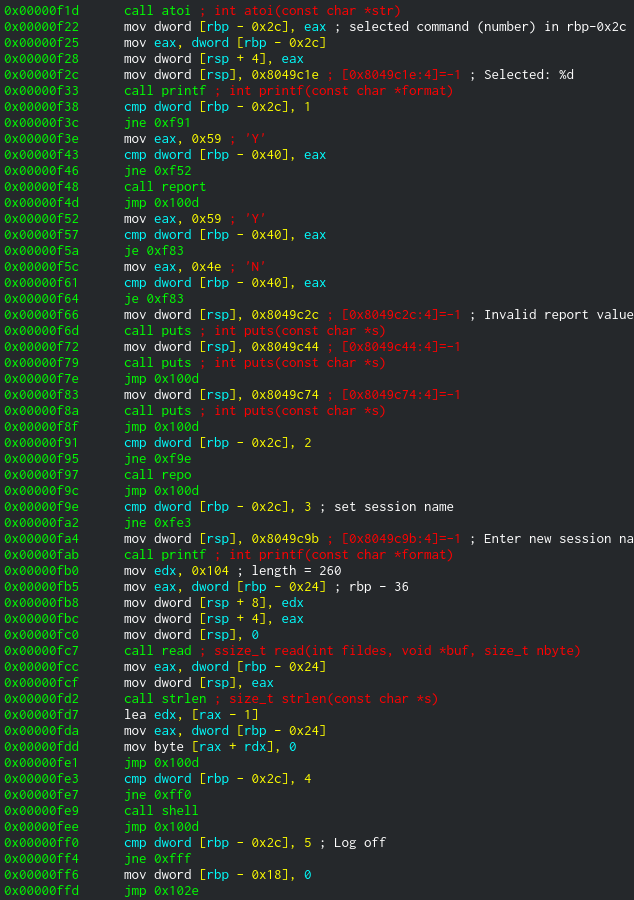 0x00000f1d call atoi ; int atoi(const char *str)
0x00000f22 mov dword [rbp - 0x2c], eax ; selected command (number) in rbp-0x2c
0x00000f25 mov eax, dword [rbp - 0x2c]
0x00000f28 mov dword [rsp + 4], eax
0x00000f2c mov dword [rsp], 0x8049c1e ; [0x8049c1e:4]=-1 ; Selected: %d
0x00000f33 call printf ; int printf(const char *format)
0x00000f38 cmp dword [rbp - 0x2c], 1
0x00000f3c jne 0xf91
0x00000f3e mov eax, 0x59 ; 'Y'
0x00000f43 cmp dword [rbp - 0x40], eax
0x00000f46 jne 0xf52
0x00000f48 call report
0x00000f4d jmp 0x100d
0x00000f52 mov eax, 0x59 ; 'Y'
0x00000f57 cmp dword [rbp - 0x40], eax
0x00000f5a je 0xf83
0x00000f5c mov eax, 0x4e ; 'N'
0x00000f61 cmp dword [rbp - 0x40], eax
0x00000f64 je 0xf83
0x00000f66 mov dword [rsp], 0x8049c2c ; [0x8049c2c:4]=-1 ; Invalid report value
0x00000f6d call puts ; int puts(const char *s)
0x00000f72 mov dword [rsp], 0x8049c44 ; [0x8049c44:4]=-1
0x00000f79 call puts ; int puts(const char *s)
0x00000f7e jmp 0x100d
0x00000f83 mov dword [rsp], 0x8049c74 ; [0x8049c74:4]=-1
0x00000f8a call puts ; int puts(const char *s)
0x00000f8f jmp 0x100d
0x00000f91 cmp dword [rbp - 0x2c], 2
0x00000f95 jne 0xf9e
0x00000f97 call repo
0x00000f9c jmp 0x100d
0x00000f9e cmp dword [rbp - 0x2c], 3 ; set session name
0x00000fa2 jne 0xfe3
0x00000fa4 mov dword [rsp], 0x8049c9b ; [0x8049c9b:4]=-1 ; Enter new session na
0x00000fab call printf ; int printf(const char *format)
0x00000fb0 mov edx, 0x104 ; length = 260
0x00000fb5 mov eax, dword [rbp - 0x24] ; rbp - 36
0x00000fb8 mov dword [rsp + 8], edx
0x00000fbc mov dword [rsp + 4], eax
0x00000fc0 mov dword [rsp], 0
0x00000fc7 call read ; ssize_t read(int fildes, void *buf, size_t nbyte)
0x00000fcc mov eax, dword [rbp - 0x24]
0x00000fcf mov dword [rsp], eax
0x00000fd2 call strlen ; size_t strlen(const char *s)
0x00000fd7 lea edx, [rax - 1]
0x00000fda mov eax, dword [rbp - 0x24]
0x00000fdd mov byte [rax + rdx], 0
0x00000fe1 jmp 0x100d
0x00000fe3 cmp dword [rbp - 0x2c], 4
0x00000fe7 jne 0xff0
0x00000fe9 call shell
0x00000fee jmp 0x100d
0x00000ff0 cmp dword [rbp - 0x2c], 5 ; Log off
0x00000ff4 jne 0xfff
0x00000ff6 mov dword [rbp - 0x18], 0
0x00000ffd jmp 0x102e